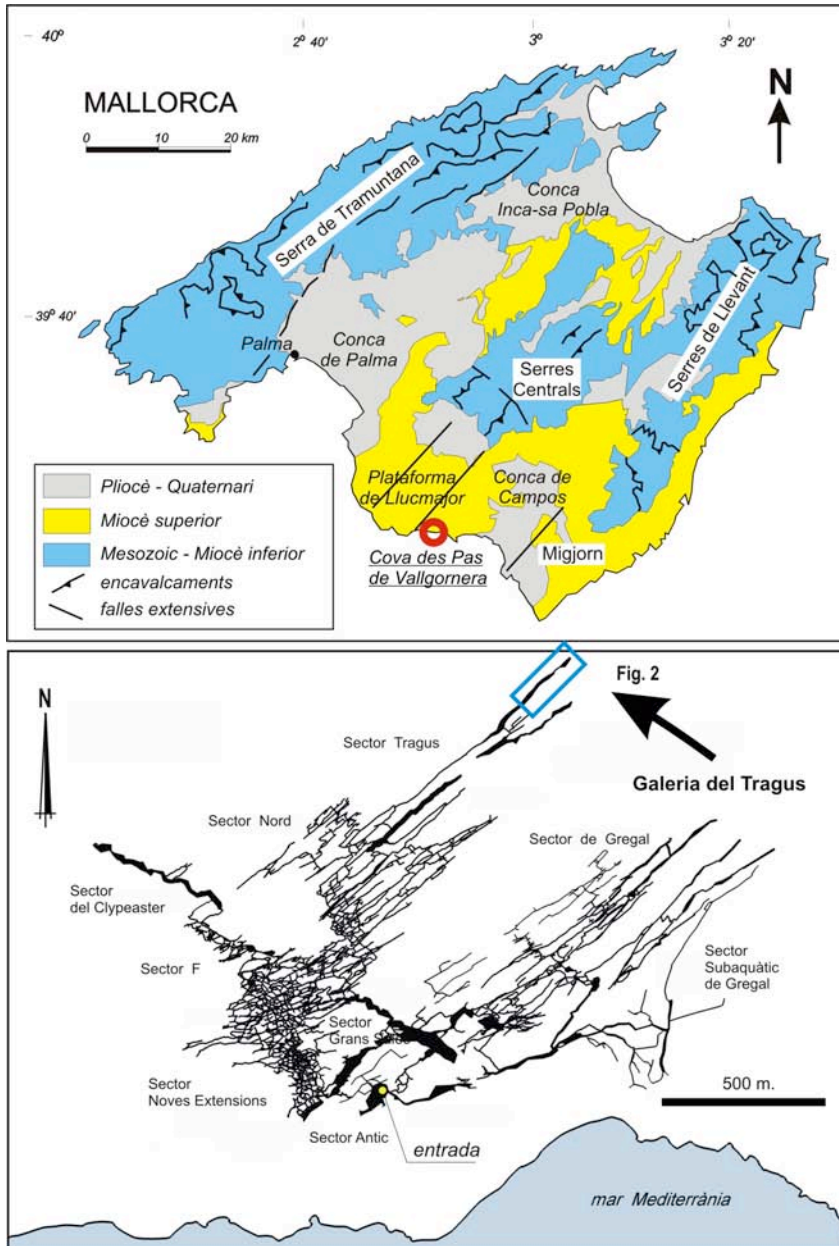 40º
2º 40'
3º
3º 20'
MALLORCA
0 10 20 km
N
Serra de Tramuntana
Conca
Inca-sa Pobla
39º 40'
Palma
Conca
de Palma
Serres
Centrals
Serres de Llevant
Plataforma
de Llucmajor
Conca de
Campos
Migjorn
Cova des Pas
de Vallgornera
Pliocè - Quaternari
Miocè superior
Mesozoic - Miocè inferior
encavalcaments
falles extensives
N
Fig. 2
Sector Tragus
Galeria del Tragus
Sector Nord
Sector de Gregal
Sector
del Clypeaster
Sector F
Sector
Subaquàtic
de Gregal
Sector
Grans
Sector
Noves Extensions
500 m.
Sector Antic
entrada
mar Mediterrània